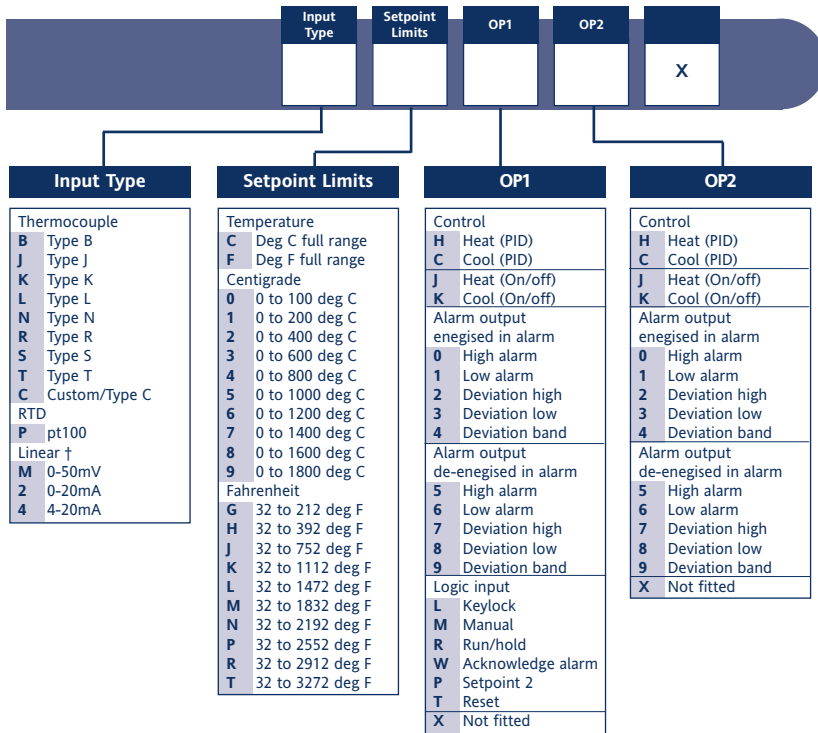 Input Type
Setpoint Limits
OP1
OP2
X
Input Type
Thermocouple
B Type B
J Type J
K Type K
L Type L
N Type N
R Type R
S Type S
T Type T
C Custom/Type C
RTD
P pt100
Linear †
M 0-50mV
2 0-20mA
4 4-20mA
Setpoint Limits
Temperature
C Deg C full range
F Deg F full range
Centigrade
0 0 to 100 deg C
1 0 to 200 deg C
2 0 to 400 deg C
3 0 to 600 deg C
4 0 to 800 deg C
5 0 to 1000 deg C
6 0 to 1200 deg C
7 0 to 1400 deg C
8 0 to 1600 deg C
9 0 to 1800 deg C
Fahrenheit
G 32 to 212 deg F
H 32 to 392 deg F
J 32 to 752 deg F
K 32 to 1112 deg F
L 32 to 1472 deg F
M 32 to 1832 deg F
N 32 to 2192 deg F
P 32 to 2552 deg F
R 32 to 2912 deg F
T 32 to 3272 deg F
OP1
Control
H Heat (PID)
C Cool (PID)
J Heat (On/off)
K Cool (On/off)
Alarm output
enegised in alarm
0 High alarm
1 Low alarm
2 Deviation high
3 Deviation low
4 Deviation band
Alarm output
de-enegised in alarm
5 High alarm
6 Low alarm
7 Deviation high
8 Deviation low
9 Deviation band
Logic input
L Keylock
M Manual
R Run/hold
W Acknowledge alarm
P Setpoint 2
T Reset
X Not fitted
OP2
Control
H Heat (PID)
C Cool (PID)
J Heat (On/off)
K Cool (On/off)
Alarm output
enegised in alarm
0 High alarm
1 Low alarm
2 Deviation high
3 Deviation low
4 Deviation band
Alarm output
de-enegised in alarm
5 High alarm
6 Low alarm
7 Deviation high
8 Deviation low
9 Deviation band
X Not fitted